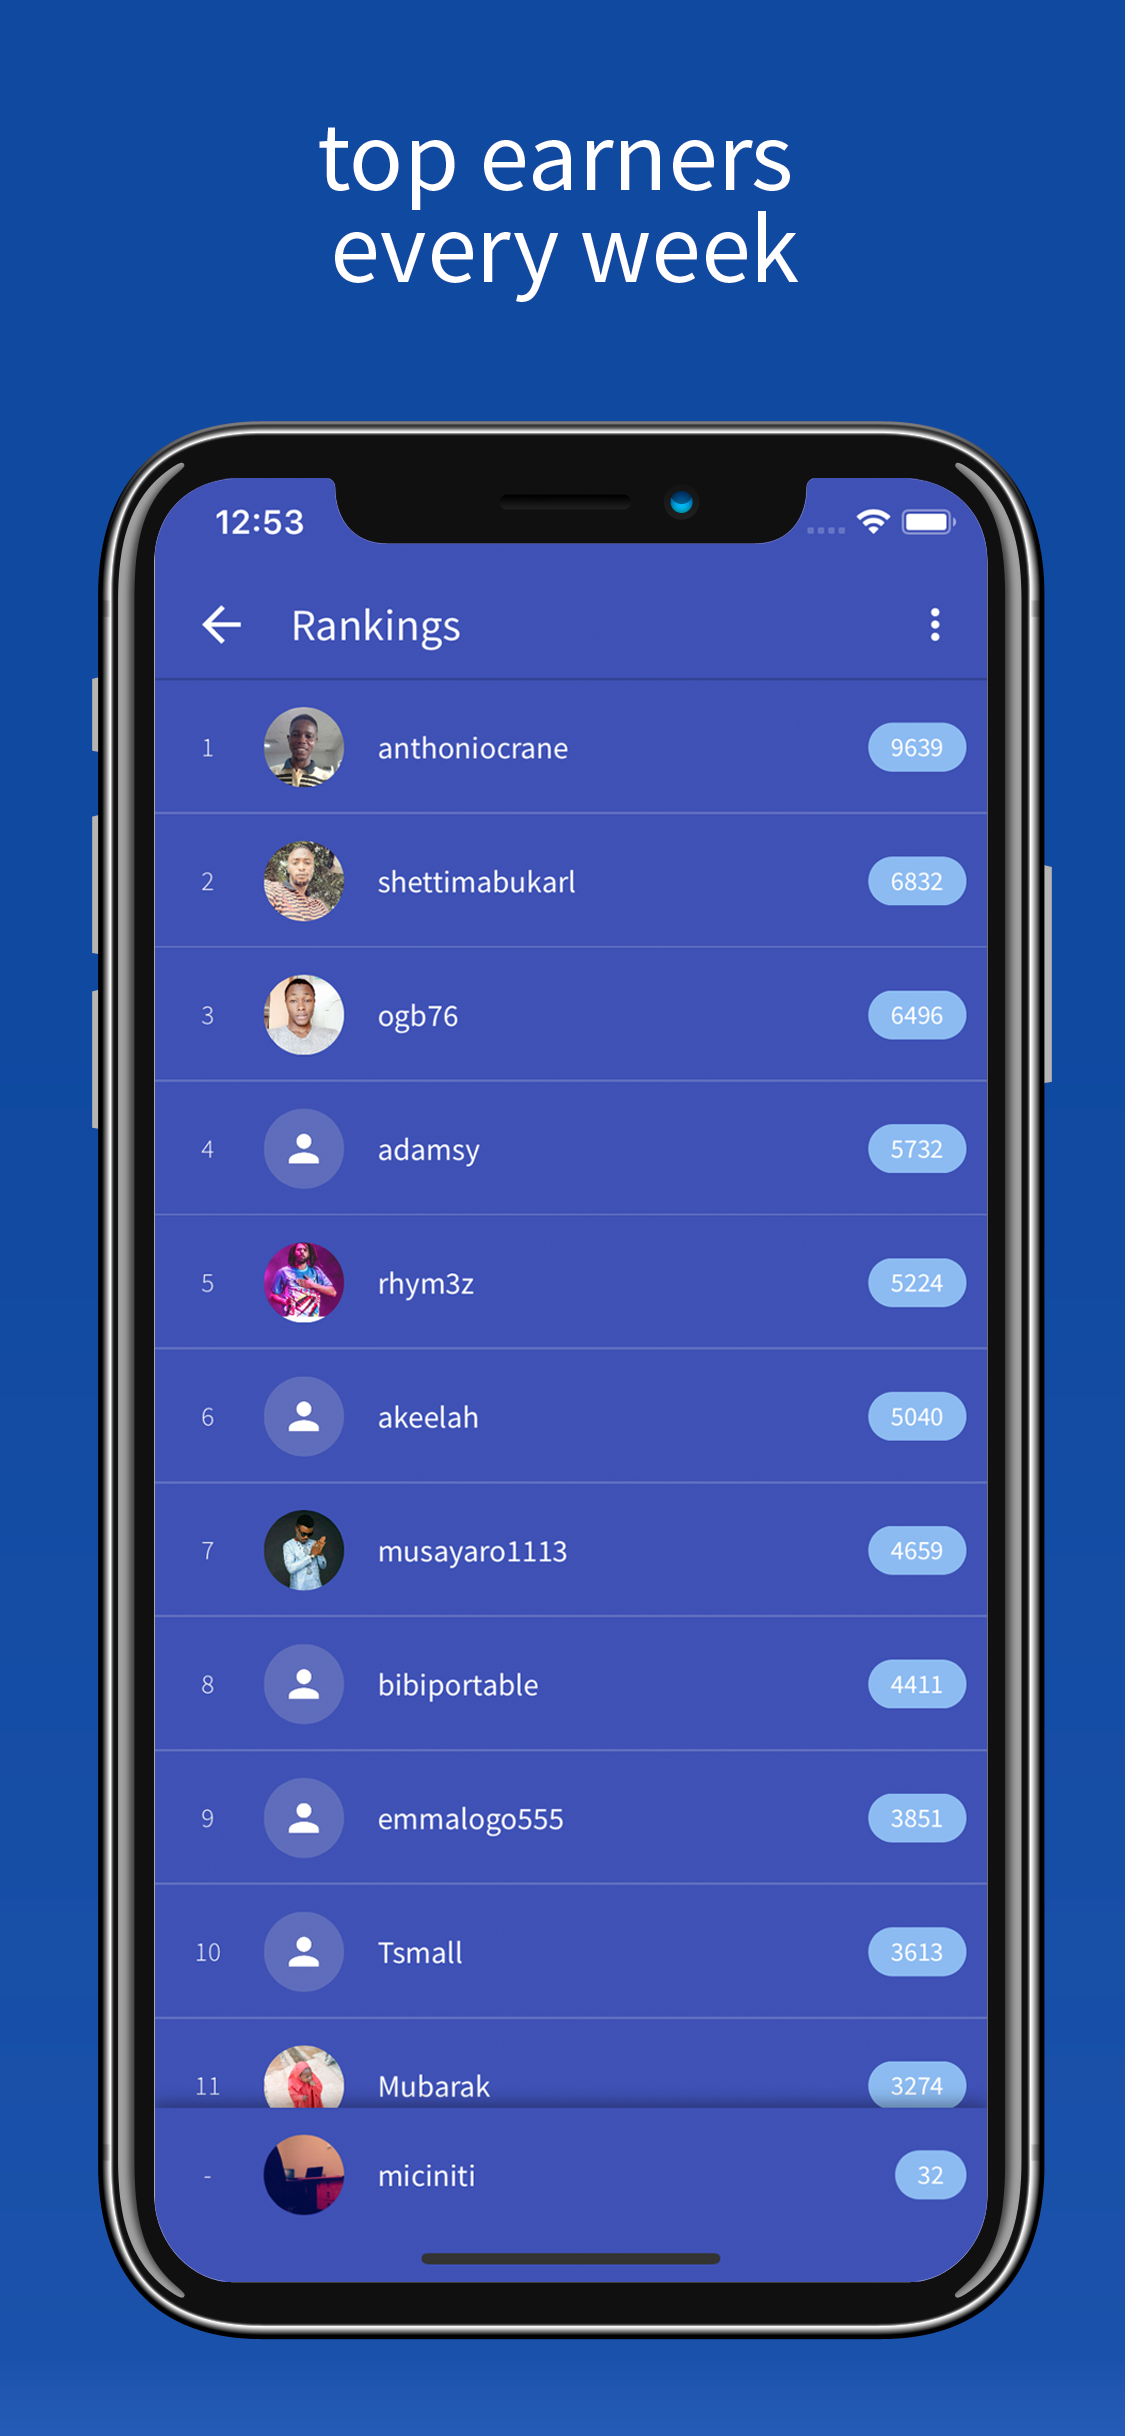 top earners
every week
12:53
Rankings
1 anthoniocrane 9639
2 shettimabukarl 6832
3 ogb76 6496
4 adamsy 5732
5 rhym3z 5224
6 akeelah 5040
7 musayaro1113 4659
8 bibiportable 4411
9 emmalogo555 3851
10 Tsmall 3613
11 Mubarak 3274
- miciniti 32